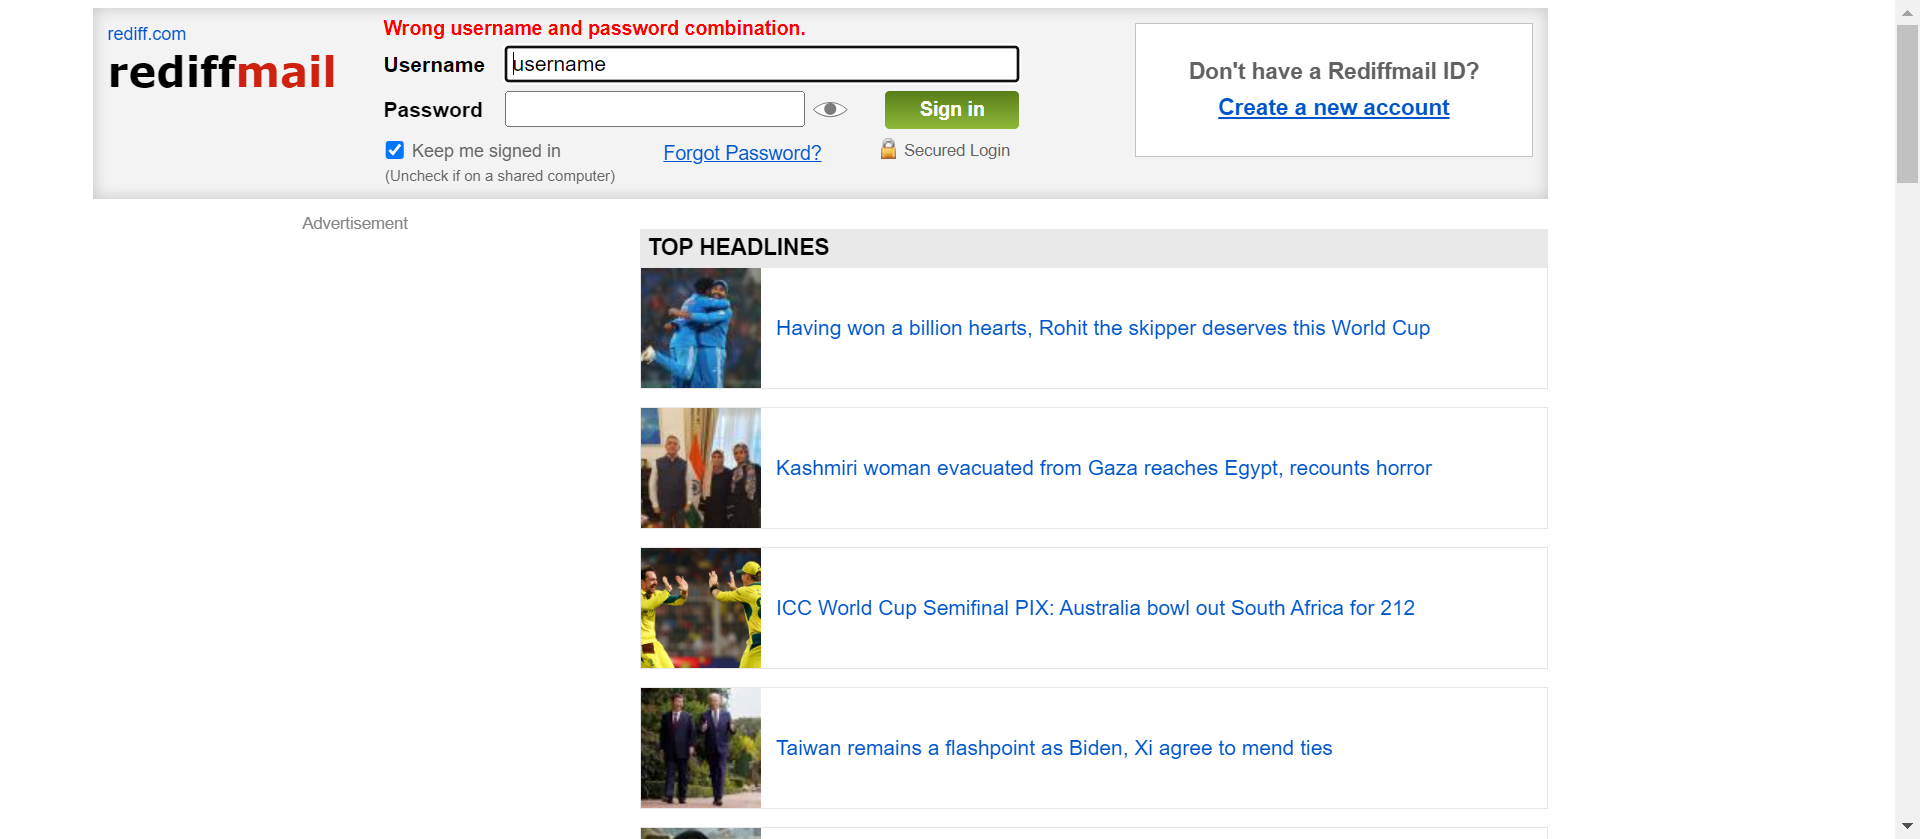 rediff.com
rediffmail
Wrong username and password combination.
Username username
Password Sign in
Keep me signed in Forgot Password? Secured Login
(Uncheck if on a shared computer)
Don't have a Rediffmail ID?
Create a new account
Advertisement
TOP HEADLINES
Having won a billion hearts, Rohit the skipper deserves this World Cup
Kashmiri woman evacuated from Gaza reaches Egypt, recounts horror
ICC World Cup Semifinal PIX: Australia bowl out South Africa for 212
Taiwan remains a flashpoint as Biden, Xi agree to mend ties